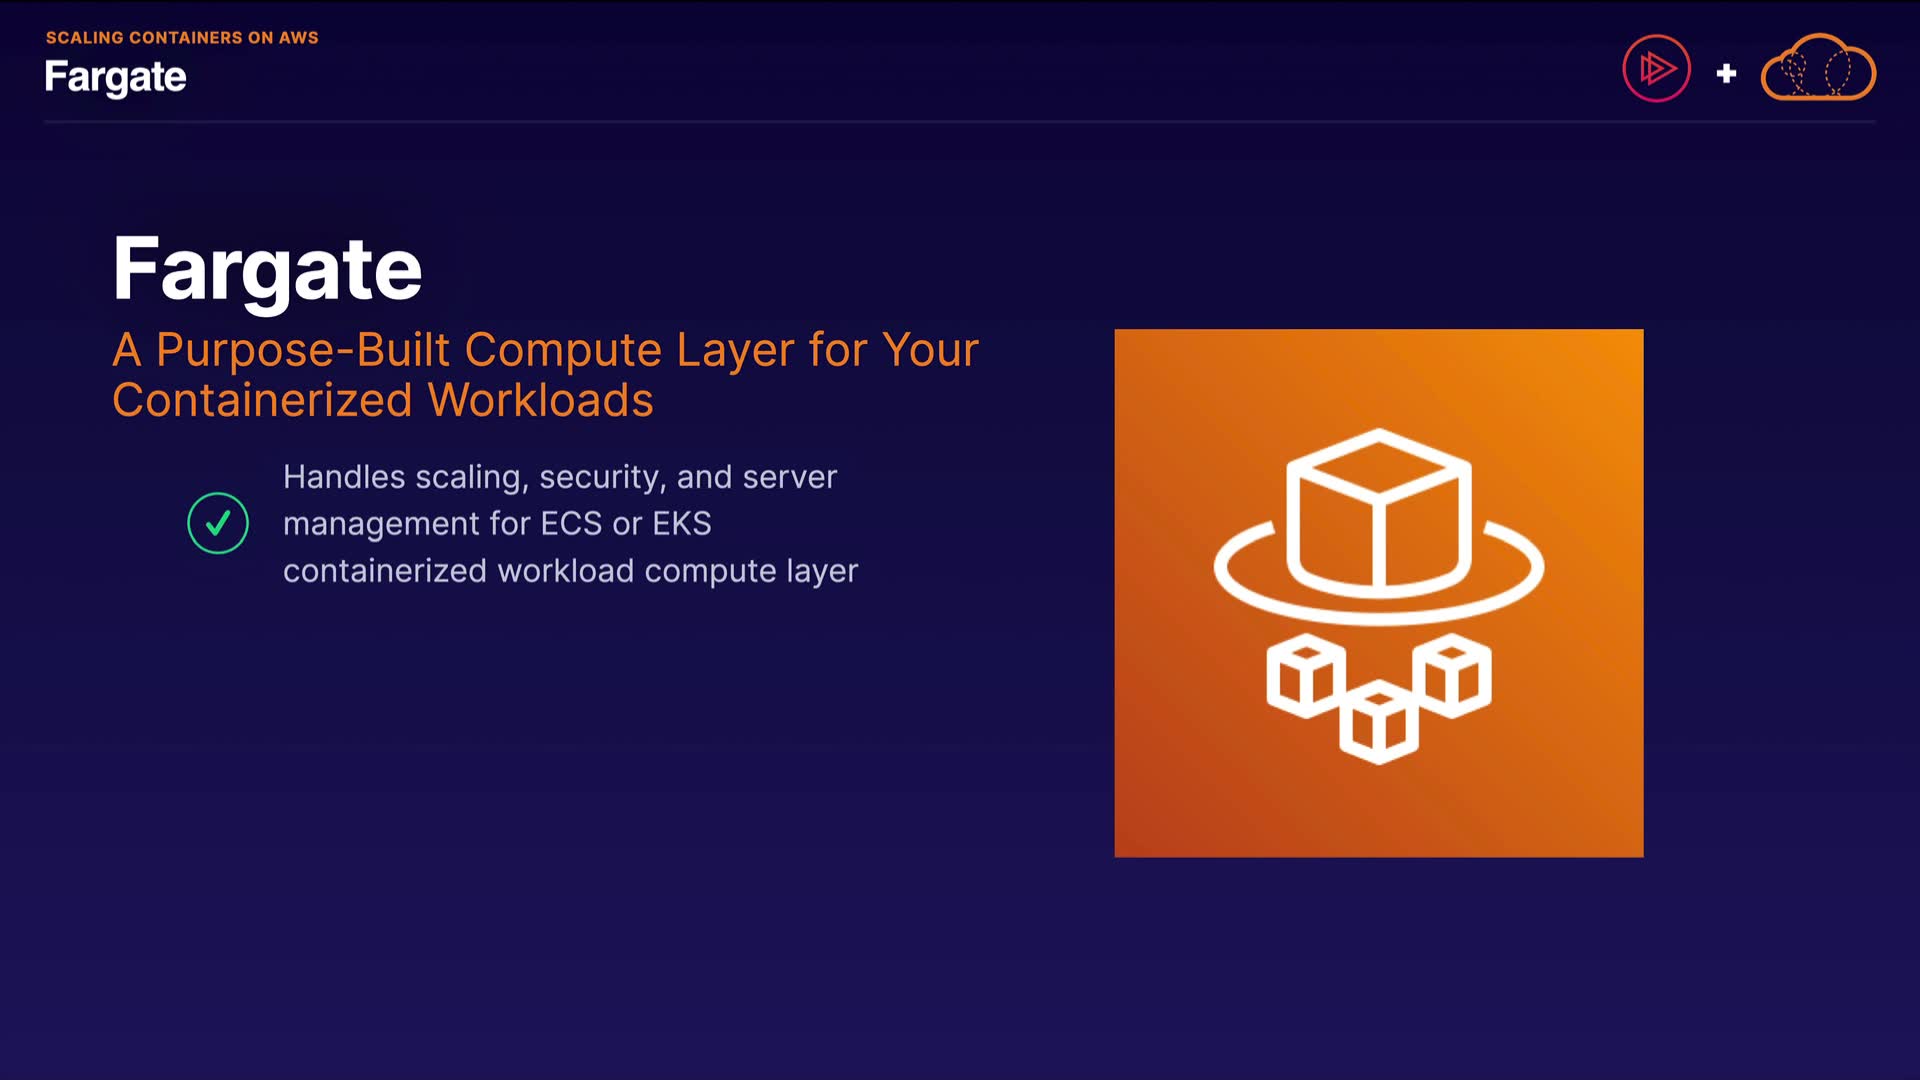 SCALING CONTAINERS ON AWS
Fargate
Fargate
A Purpose-Built Compute Layer for Your
Containerized Workloads
Handles scaling, security, and server
management for ECS or EKS
containerized workload compute layer